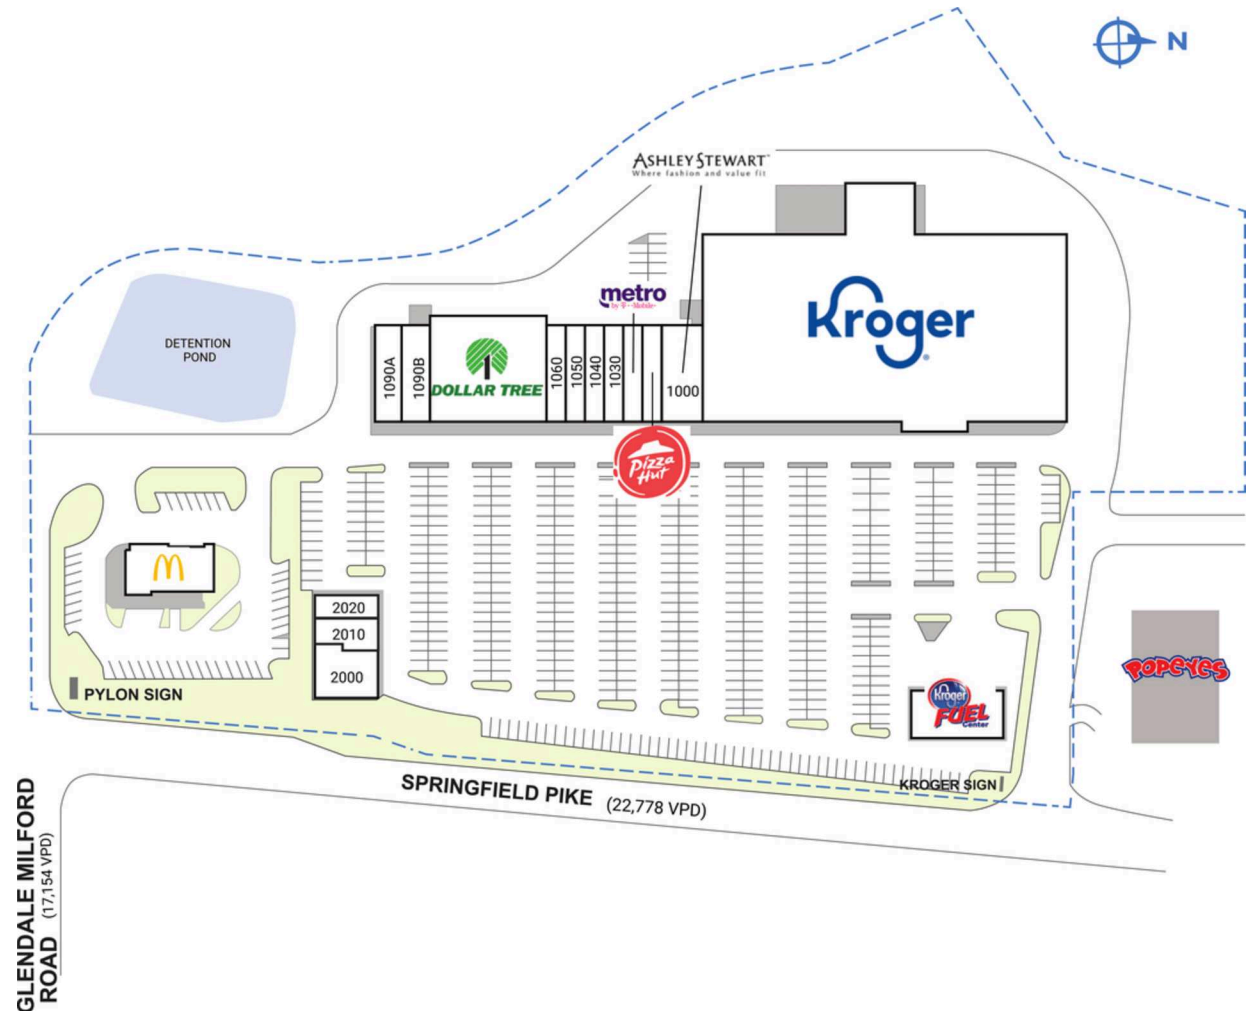 N
ASHLEY STEWART
Where fashion and value fit
metro
by T-Mobile
Kroger
DETENTION
POND
1090A
1090B
DOLLAR TREE
1060
1050
1040
1030
1000
Pizza
Hut
2020
2010
2000
PYLON SIGN
POPEYES
Kroger
FUEL
Center
KROGER SIGN
SPRINGFIELD PIKE (22,778 VPD)
GLENDALE MILFORD
ROAD (17,154 VPD)